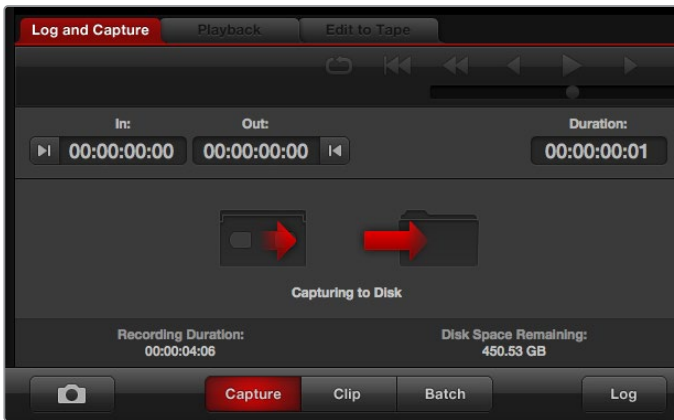 Log and Capture Playback Edit to Tape
In: Out: Duration:
00:00:00:00 00:00:00:00 00:00:00:01
Capturing to Disk
Recording Duration: Disk Space Remaining:
00:00:04:06 450.53 GB
Capture Clip Batch Log